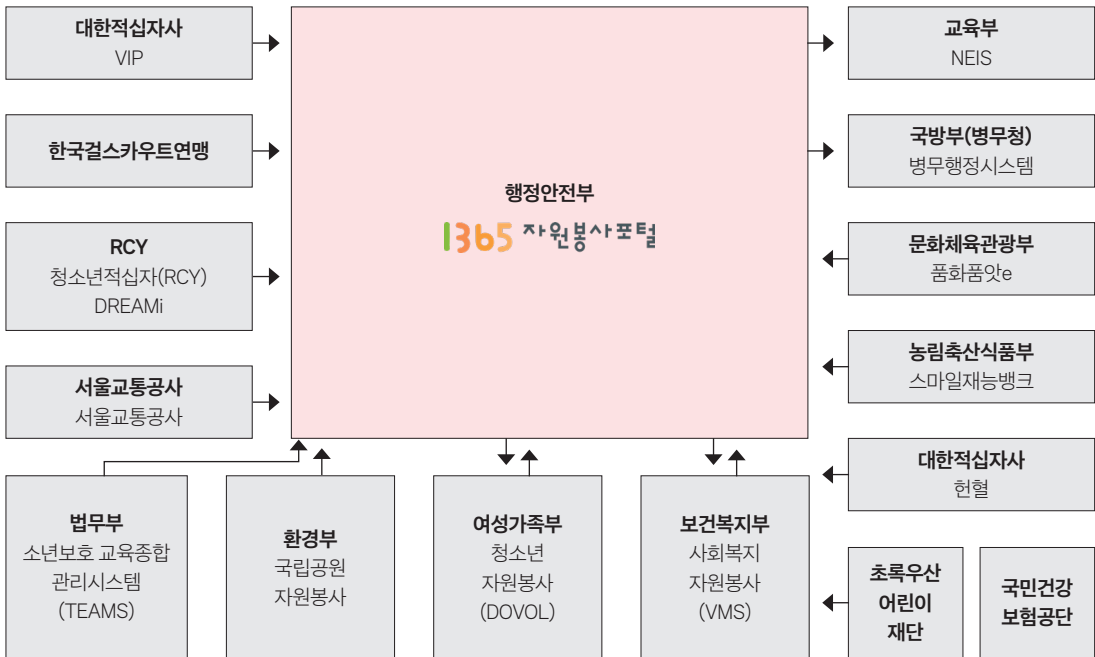 대한적십자사
VIP
한국걸스카우트연맹
RCY
청소년적십자(RCY)
DREAMi
서울교통공사
서울교통공사
행정안전부
1365 자원봉사포털
교육부
NEIS
국방부(병무청)
병무행정시스템
문화체육관광부
품화품앗e
농림축산식품부
스마일재능뱅크
대한적십자사
헌혈
법무부
소년보호 교육종합
관리시스템
(TEAMS)
환경부
국립공원
자원봉사
여성가족부
청소년
자원봉사
(DOVOL)
보건복지부
사회복지
자원봉사
(VMS)
초록우산
어린이
재단
국민건강
보험공단